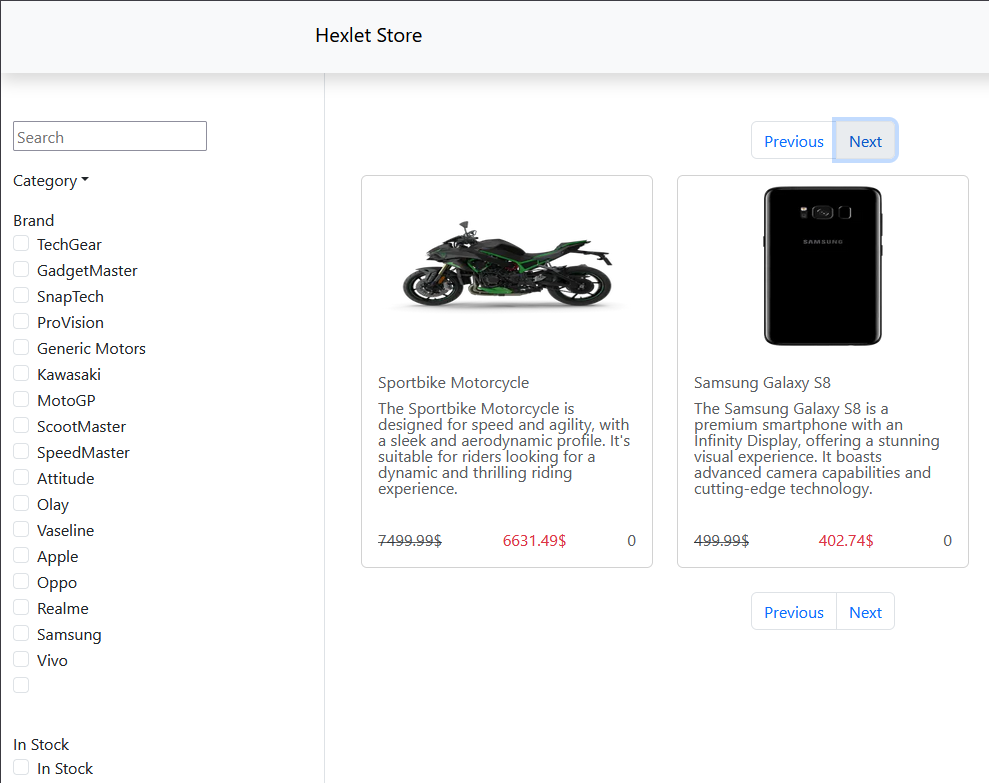 Hexlet Store
Search
Category
Brand
TechGear
GadgetMaster
SnapTech
ProVision
Generic Motors
Kawasaki
MotoGP
ScootMaster
SpeedMaster
Attitude
Olay
Vaseline
Apple
Oppo
Realme
Samsung
Vivo
In Stock
In Stock
Previous Next
Sportbike Motorcycle
The Sportbike Motorcycle is
designed for speed and agility, with
a sleek and aerodynamic profile. It's
suitable for riders looking for a
dynamic and thrilling riding
experience.
7499.99$ 6631.49$ 0
SAMSUNG
Samsung Galaxy S8
The Samsung Galaxy S8 is a
premium smartphone with an
Infinity Display, offering a stunning
visual experience. It boasts
advanced camera capabilities and
cutting-edge technology.
499.99$ 402.74$ 0
Previous Next